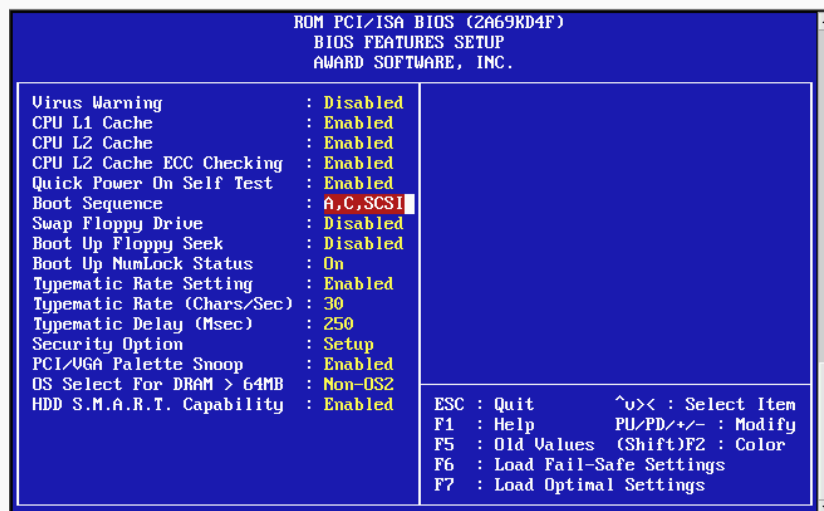 ROM PCI/ISA BIOS (2A69KD4F)
BIOS FEATURES SETUP
AWARD SOFTWARE, INC.
Virus Warning : Disabled
CPU L1 Cache : Enabled
CPU L2 Cache : Enabled
CPU L2 Cache ECC Checking : Enabled
Quick Power On Self Test : Enabled
Boot Sequence : A,C,SCSI
Swap Floppy Drive : Disabled
Boot Up Floppy Seek : Disabled
Boot Up NumLock Status : On
Typematic Rate Setting : Enabled
Typematic Rate (Chars/Sec) : 30
Typematic Delay (Msec) : 250
Security Option : Setup
PCI/VGA Palette Snoop : Enabled
OS Select For DRAM > 64MB : Non-OS2
HDD S.M.A.R.T. Capability : Enabled
ESC : Quit ^v>< : Select Item
F1 : Help PU/PD/+/- : Modify
F5 : Old Values (Shift)F2 : Color
F6 : Load Fail-Safe Settings
F7 : Load Optimal Settings